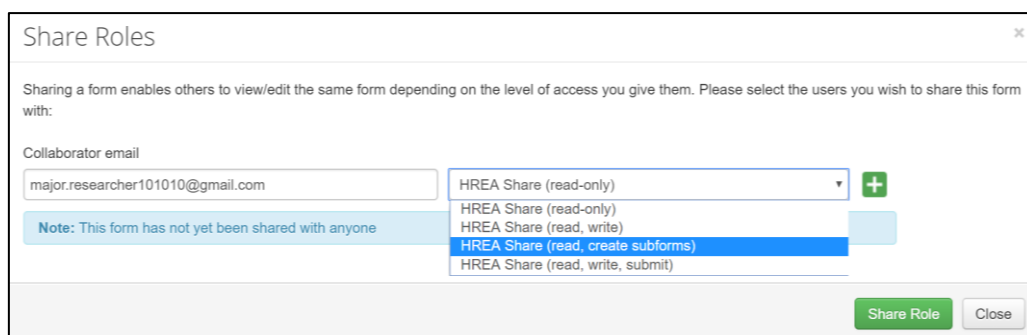 Share Roles
×
Sharing a form enables others to view/edit the same form depending on the level of access you give them. Please select the users you wish to share this form
with:
Collaborator email
major.researcher101010@gmail.com
HREA Share (read-only)
HREA Share (read-only)
HREA Share (read, write)
HREA Share (read, create subforms)
HREA Share (read, write, submit)
Note: This form has not yet been shared with anyone
Share Role
Close